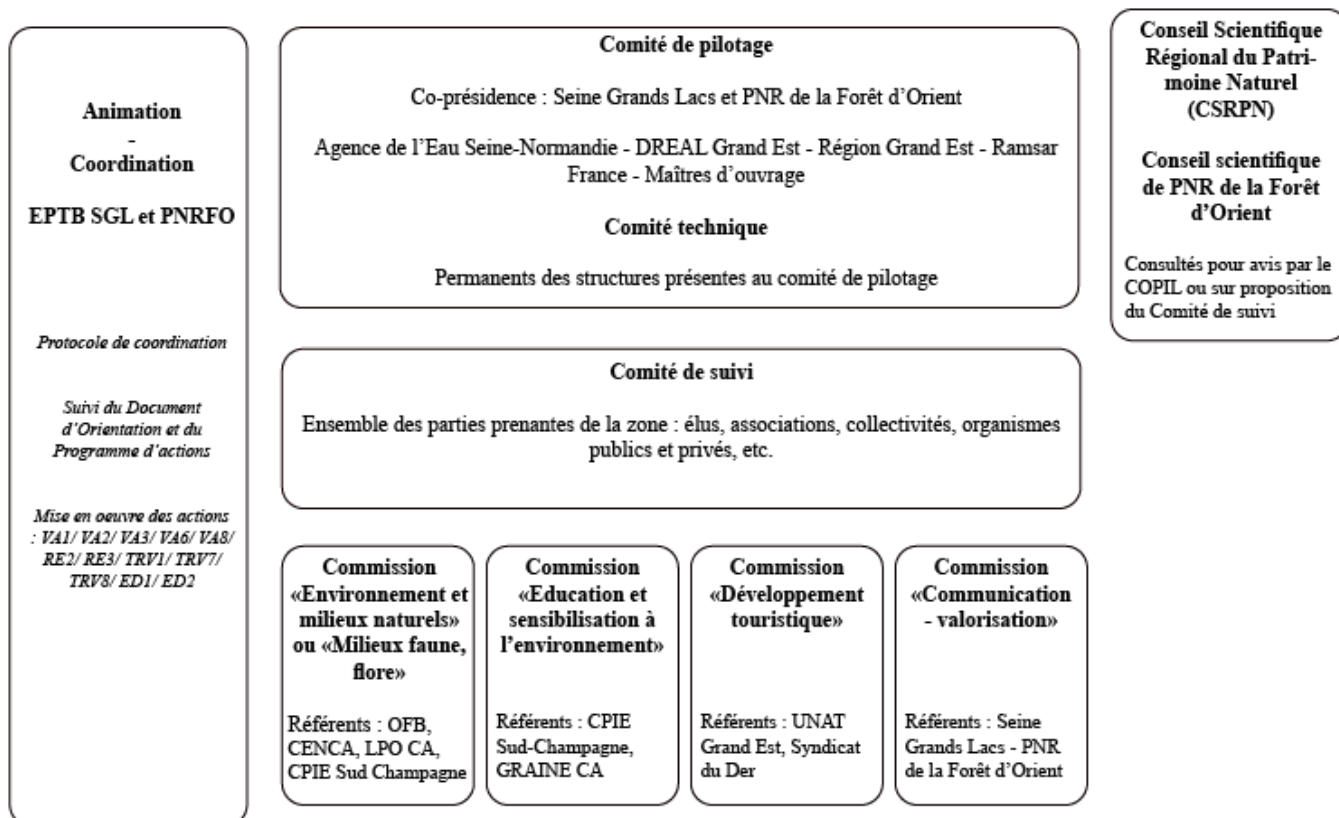 Animation
-
Coordination
EPTB SGL et PNRFO
Protocole de coordination
Suivi du Document
d’Orientation et du
Programme d’actions
Mise en oeuvre des actions
: VA1/ VA2/ VA3/ VA6/ VA8/
RE2/ RE3/ TRV1/ TRV7/
TRV8/ ED1/ ED2
Comité de pilotage
Co-présidence : Seine Grands Lacs et PNR de la Forêt d’Orient
Agence de l’Eau Seine-Normandie - DREAL Grand Est - Région Grand Est - Ramsar
France - Maîtres d’ouvrage
Comité technique
Permanents des structures présentes au comité de pilotage
Conseil Scientifique
Régional du Patri-
moine Naturel
(CSRPN)
Conseil scientifique
de PNR de la Forêt
d’Orient
Consultés pour avis par le
COPIL ou sur proposition
du Comité de suivi
Comité de suivi
Ensemble des parties prenantes de la zone : élus, associations, collectivités, organismes
publics et privés, etc.
Commission
«Environnement et
milieux naturels»
ou «Milieux faune,
flore»
Référents : OFB,
CENCA, LPO CA,
CPIE Sud Champagne
Commission
«Education et
sensibilisation à
l’environnement»
Référents : CPIE
Sud-Champagne,
GRAINE CA
Commission
«Développement
touristique»
Référents : UNAT
Grand Est, Syndicat
du Der
Commission
«Communication
- valorisation»
Référents : Seine
Grands Lacs - PNR
de la Forêt d’Orient